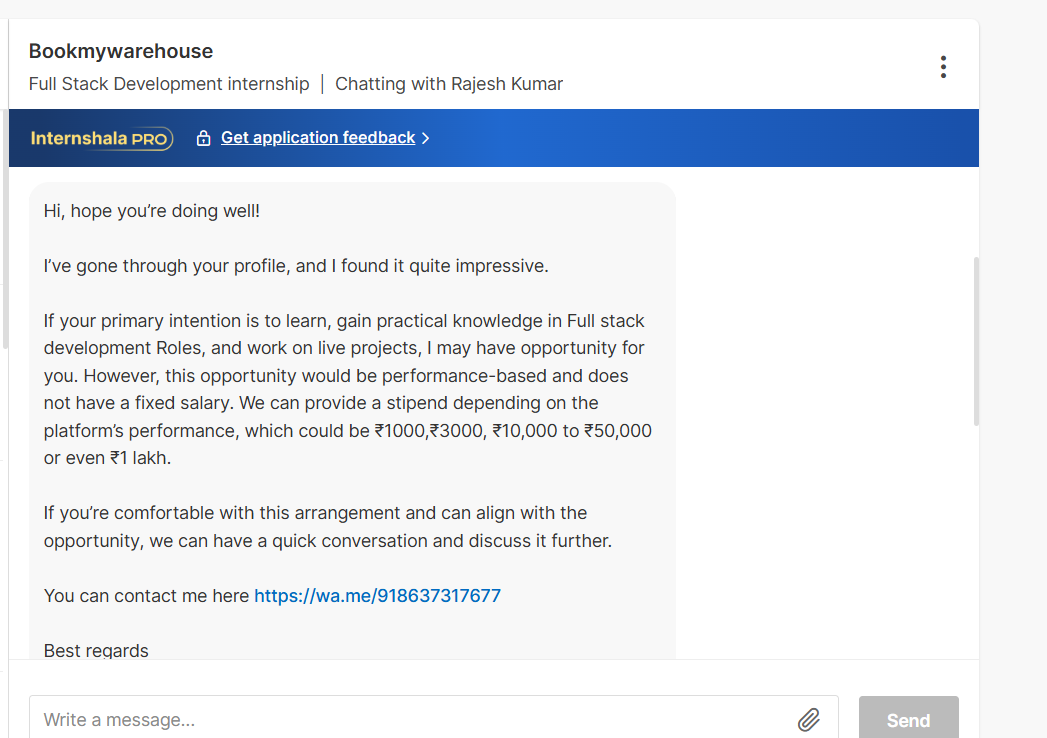 Bookmywarehouse
Full Stack Development internship | Chatting with Rajesh Kumar
Internshala PRO Get application feedback >
Hi, hope you’re doing well!
I’ve gone through your profile, and I found it quite impressive.
If your primary intention is to learn, gain practical knowledge in Full stack
development Roles, and work on live projects, I may have opportunity for
you. However, this opportunity would be performance-based and does
not have a fixed salary. We can provide a stipend depending on the
platform’s performance, which could be ₹1000,₹3000, ₹10,000 to ₹50,000
or even ₹1 lakh.
If you’re comfortable with this arrangement and can align with the
opportunity, we can have a quick conversation and discuss it further.
You can contact me here https://wa.me/918637317677
Best regards
Write a message...
Send